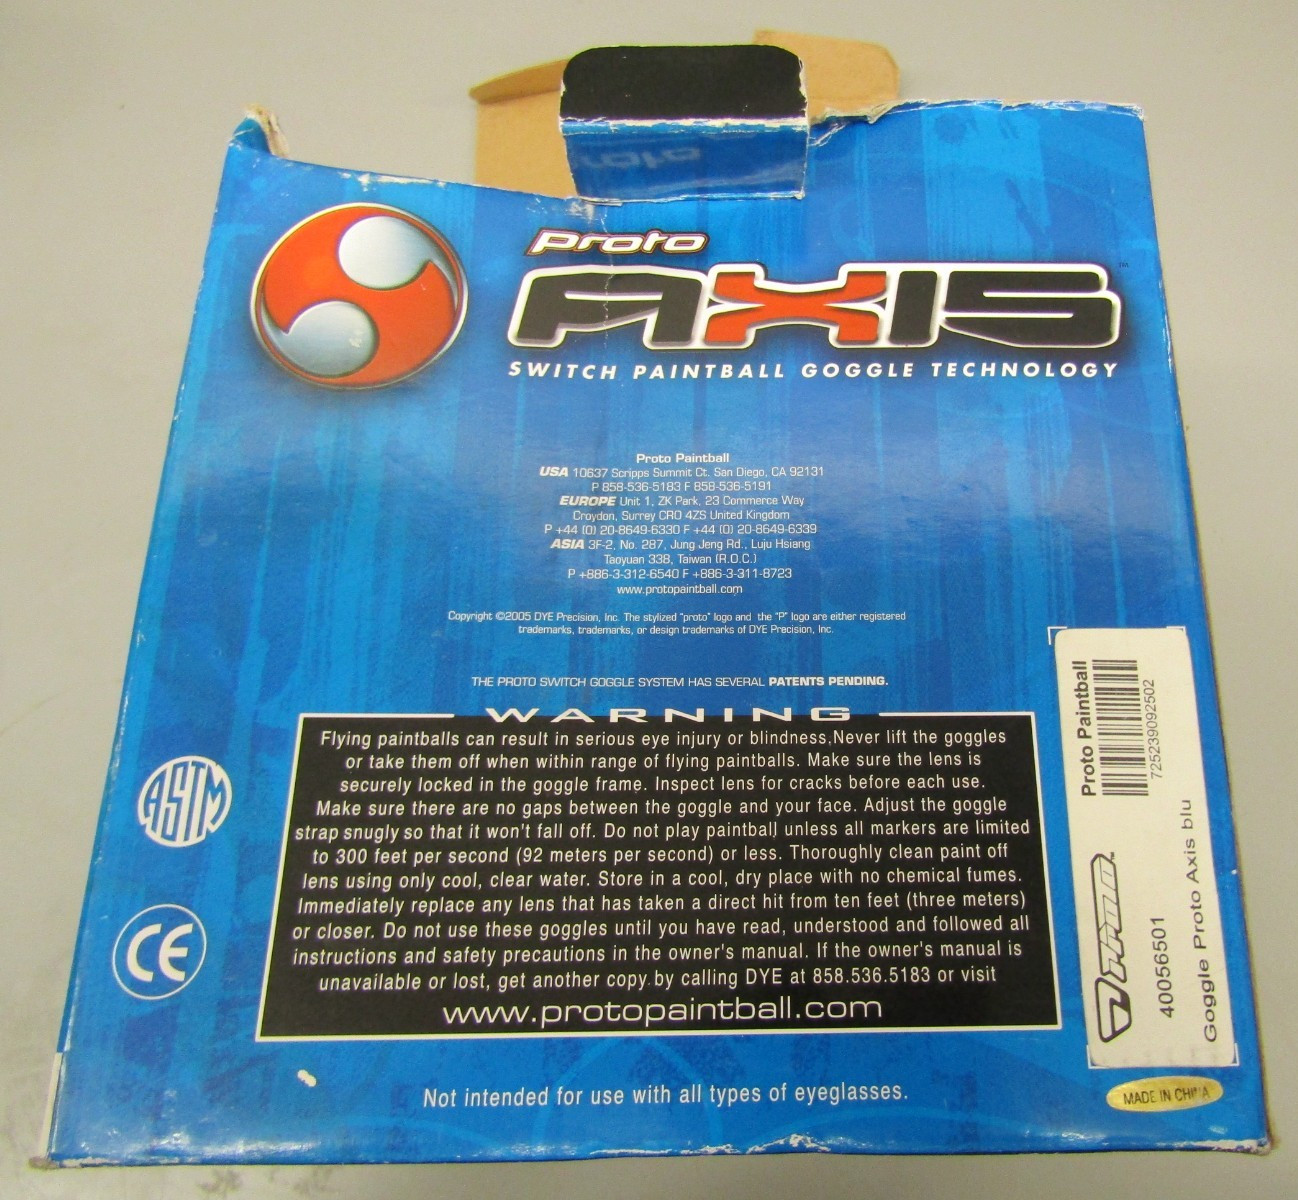 proto
proto
AXIS™
SWITCH PAINTBALL GOGGLE TECHNOLOGY
Proto Paintball
USA 10637 Scripps Summit Ct. San Diego, CA 92131
P 858-536-5183 F 858-536-5191
EUROPE Unit 1, ZK Park, 23 Commerce Way
Croydon, Surrey CRO 4ZS United Kingdom
P +44 (0) 20-8649-6330 F +44 (0) 20-8649-6339
ASIA 3F-2, No. 287, Jung Jeng Rd., Luju Hsiang
Taoyuan 338, Taiwan (R.O.C.)
P +886-3-312-6540 F +886-3-311-8723
www.protopaintball.com
Copyright ©2005 DYE Precision, Inc. The stylized "proto" logo and the "P" logo are either registered
trademarks, trademarks, or design trademarks of DYE Precision, Inc.
THE PROTO SWITCH GOGGLE SYSTEM HAS SEVERAL PATENTS PENDING.
WARNING
Flying paintballs can result in serious eye injury or blindness,Never lift the goggles
or take them off when within range of flying paintballs. Make sure the lens is
securely locked in the goggle frame. Inspect lens for cracks before each use.
Make sure there are no gaps between the goggle and your face. Adjust the goggle
strap snugly so that it won't fall off. Do not play paintball unless all markers are limited
to 300 feet per second (92 meters per second) or less. Thoroughly clean paint off
lens using only cool, clear water. Store in a cool, dry place with no chemical fumes.
Immediately replace any lens that has taken a direct hit from ten feet (three meters)
or closer. Do not use these goggles until you have read, understood and followed all
instructions and safety precautions in the owner's manual. If the owner's manual is
unavailable or lost, get another copy by calling DYE at 858.536.5183 or visit
www.protopaintball.com
ASTM
CE
Not intended for use with all types of eyeglasses.
Proto Paintball
725239092502
proto
40056501
Goggle Proto Axis blu
MADE IN CHINA